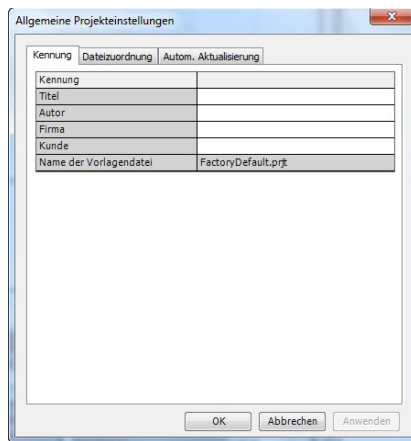 Allgemeine Projekteinstellungen
Kennung Dateizuordnung Autom. Aktualisierung
Kennung
Titel
Autor
Firma
Kunde
Name der Vorlagendatei FactoryDefault.prjt
OK Abbrechen Anwenden